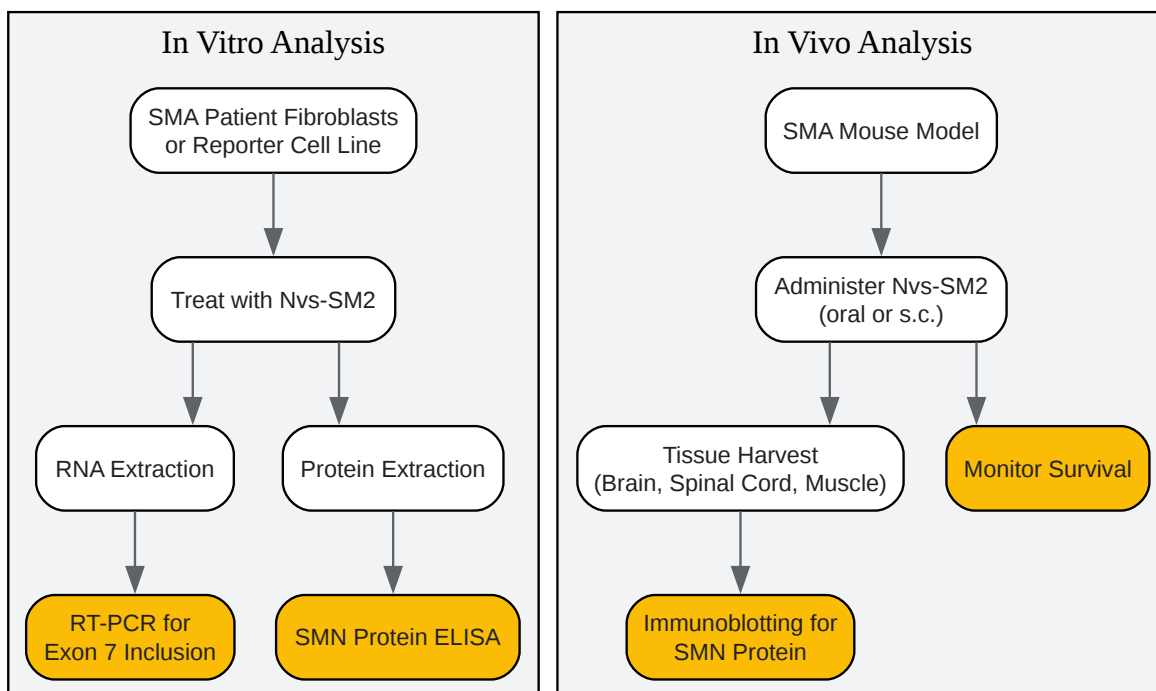 In Vitro Analysis
SMA Patient Fibroblasts
or Reporter Cell Line
Treat with Nvs-SM2
RNA Extraction
Protein Extraction
RT-PCR for
Exon 7 Inclusion
SMN Protein ELISA
In Vivo Analysis
SMA Mouse Model
Administer Nvs-SM2
(oral or s.c.)
Tissue Harvest
(Brain, Spinal Cord, Muscle)
Monitor Survival
Immunoblotting for
SMN Protein